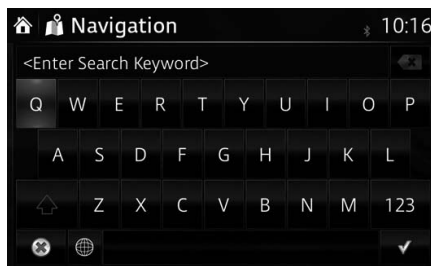 Navigation 10:16
<Enter Search Keyword>
Q W E R T Y U I O P
A S D F G H J K L
Z X C V B N M 123